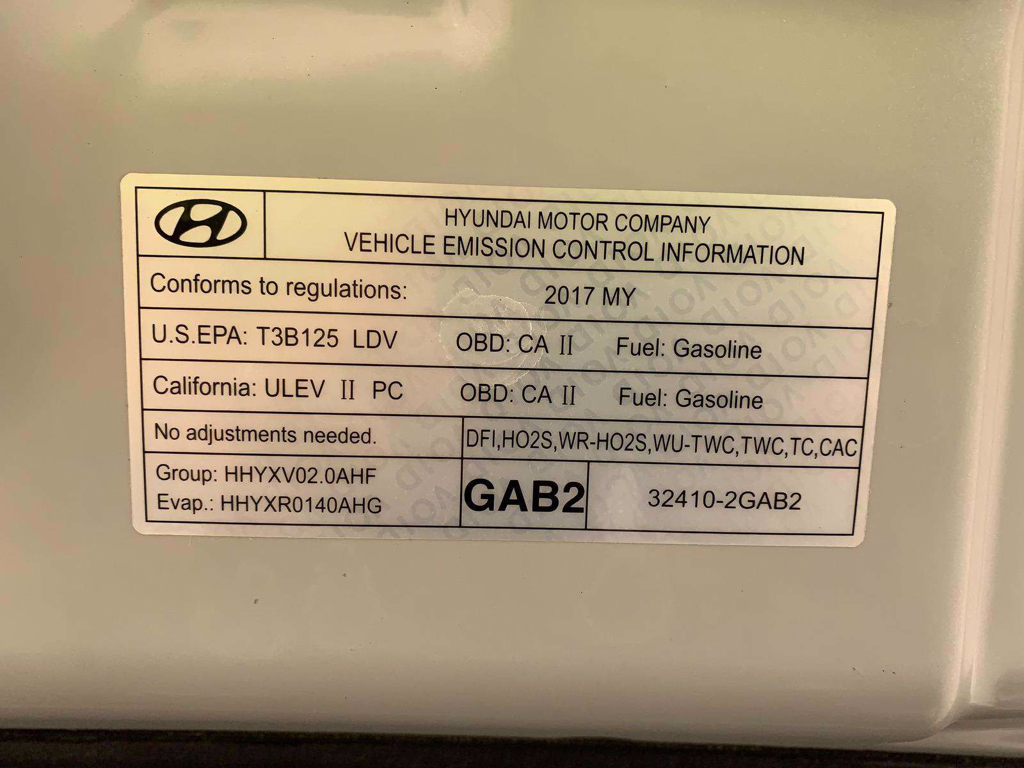 HYUNDAI MOTOR COMPANY
VEHICLE EMISSION CONTROL INFORMATION
Conforms to regulations: 2017 MY
U.S.EPA: T3B125 LDV OBD: CA II Fuel: Gasoline
California: ULEV II PC OBD: CA II Fuel: Gasoline
No adjustments needed. DFI,HO2S,WR-HO2S,WU-TWC,TWC,TC,CAC
Group: HHYXV02.0AHF
Evap.: HHYXR0140AHG
GAB2 32410-2GAB2